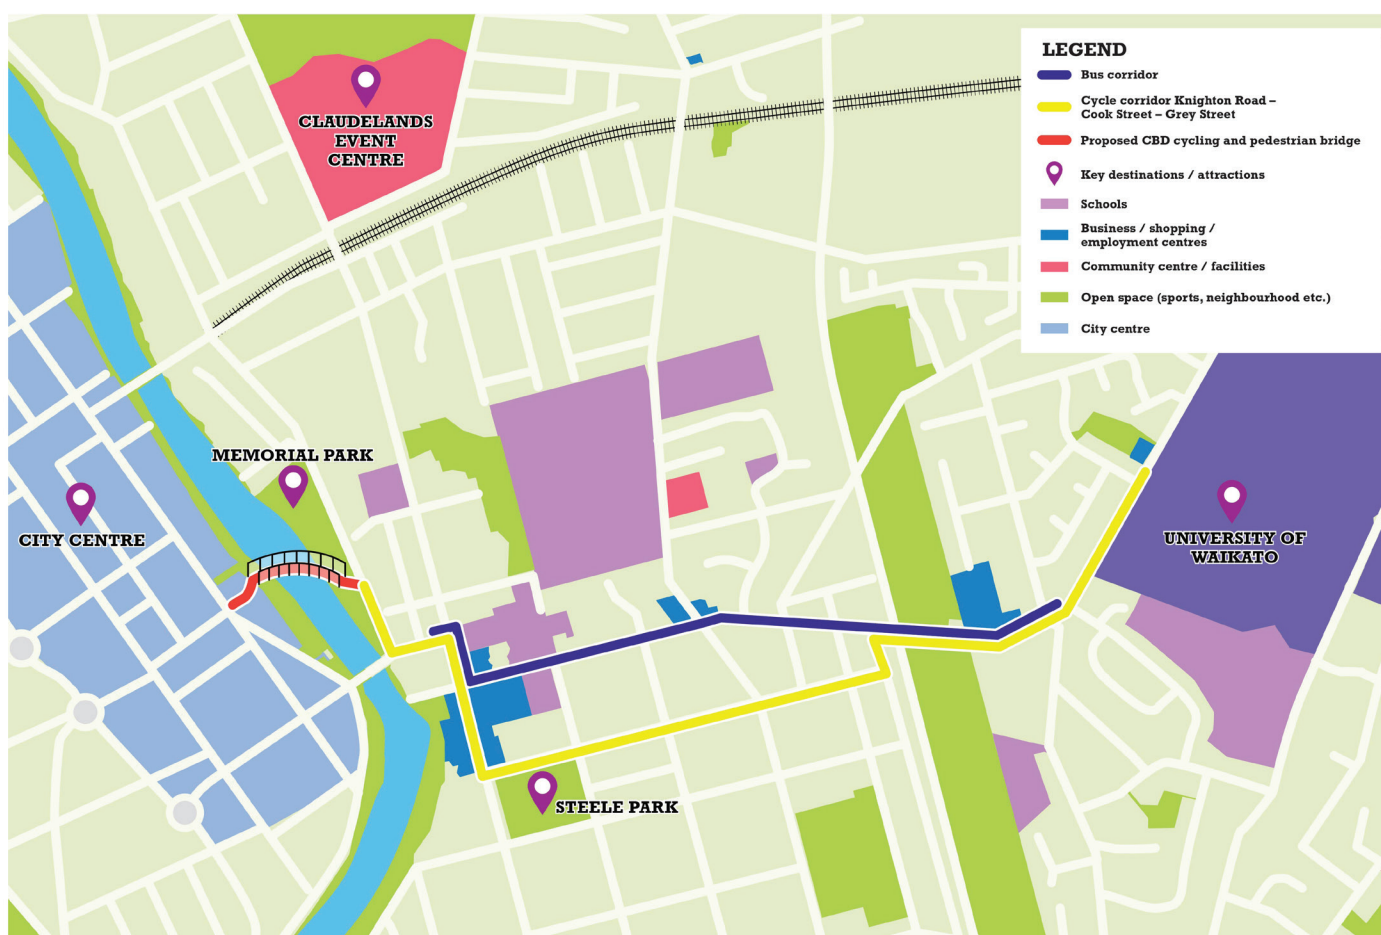 CLAUDELANDS
EVENT
CENTRE
MEMORIAL PARK
CITY CENTRE
UNIVERSITY OF
WAIKATO
STEELE PARK
LEGEND
Bus corridor
Cycle corridor Knighton Road –
Cook Street – Grey Street
Proposed CBD cycling and pedestrian bridge
Key destinations / attractions
Schools
Business / shopping /
employment centres
Community centre / facilities
Open space (sports, neighbourhood etc.)
City centre